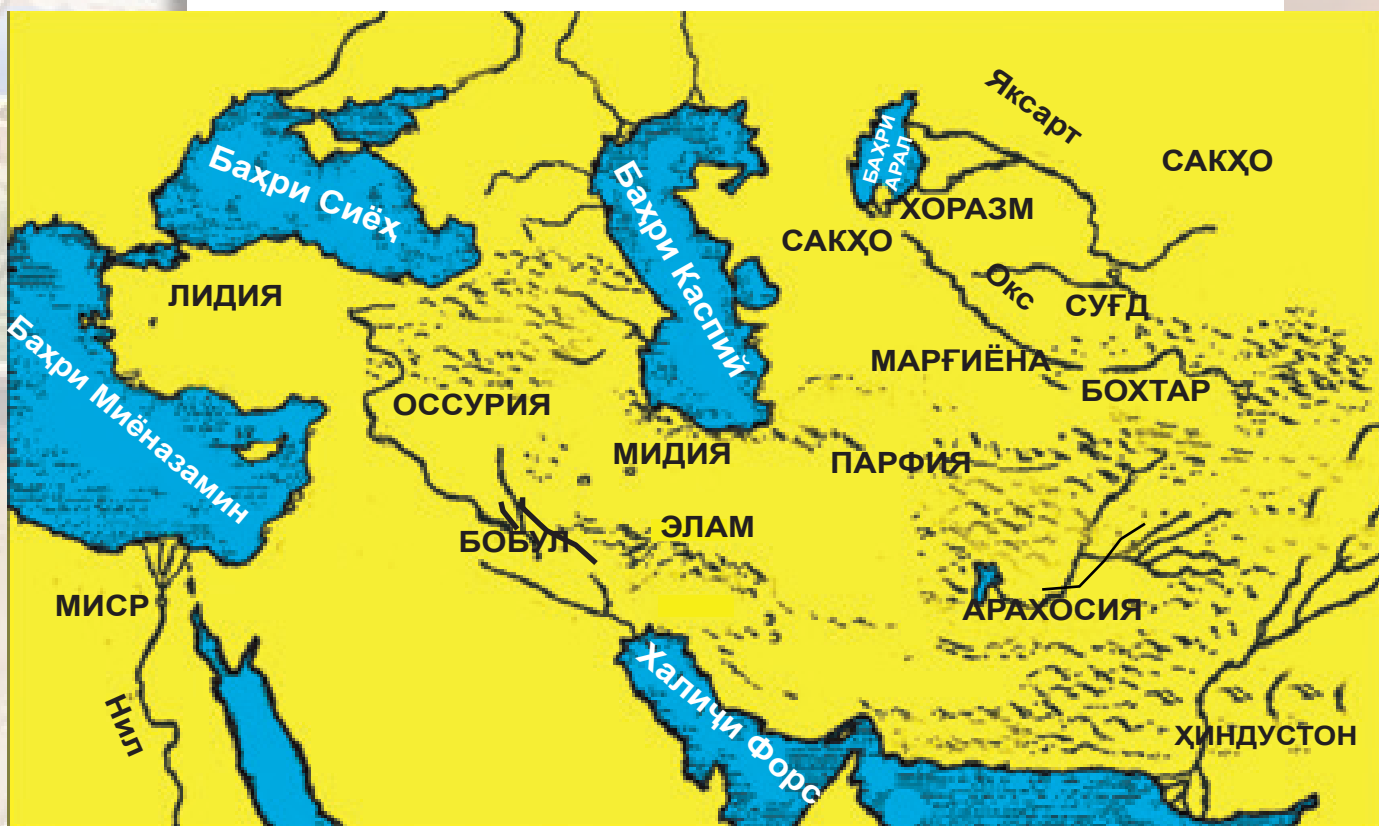 Яксарт
САКҲО
БАҲРИ
АРАЛ
Баҳри Сиёҳ
Баҳри Каспий
ХОРАЗМ
САКҲО
Окс
ЛИДИЯ
СУҒД
Баҳри Миёназамин
МАРҒИЁНА
БОХТАР
ОССУРИЯ
МИДИЯ
ПАРФИЯ
БОБУЛ
ЭЛАМ
МИСР
АРАХОСИЯ
Нил
Халиҷи Форс
ҲИНДУСТОН